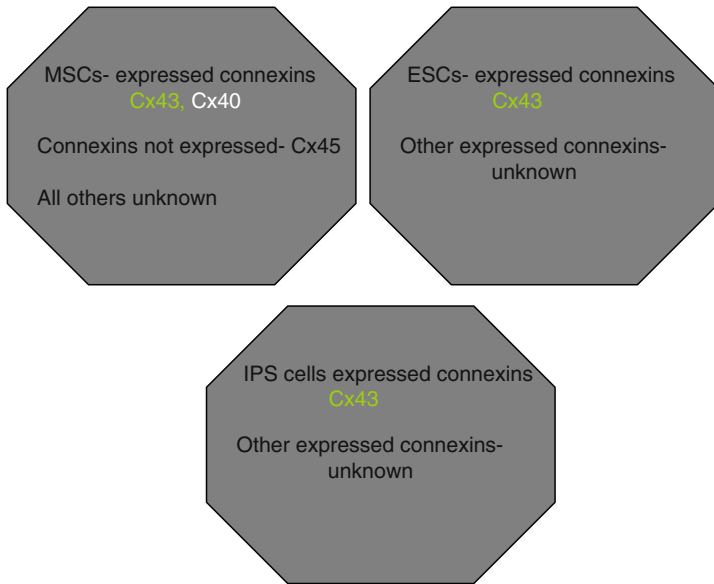 MSCs- expressed connexins
Cx43, Cx40
Connexins not expressed- Cx45
All others unknown
ESCs- expressed connexins
Cx43
Other expressed connexins-
unknown
IPS cells expressed connexins
Cx43
Other expressed connexins-
unknown